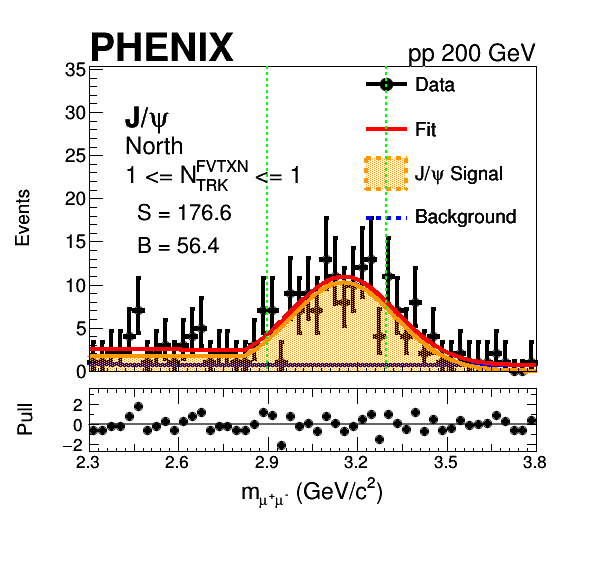 PHENIX pp 200 GeV
35
30
25
20
15
10
5
0
Events
J/ψ
North
1 <= N_TRK^FVTXN <= 1
S = 176.6
B = 56.4
Data
Fit
J/ψ Signal
Background
2
0
−2
Pull
2.3 2.6 2.9 3.2 3.5 3.8
m_μ⁺μ⁻ (GeV/c²)